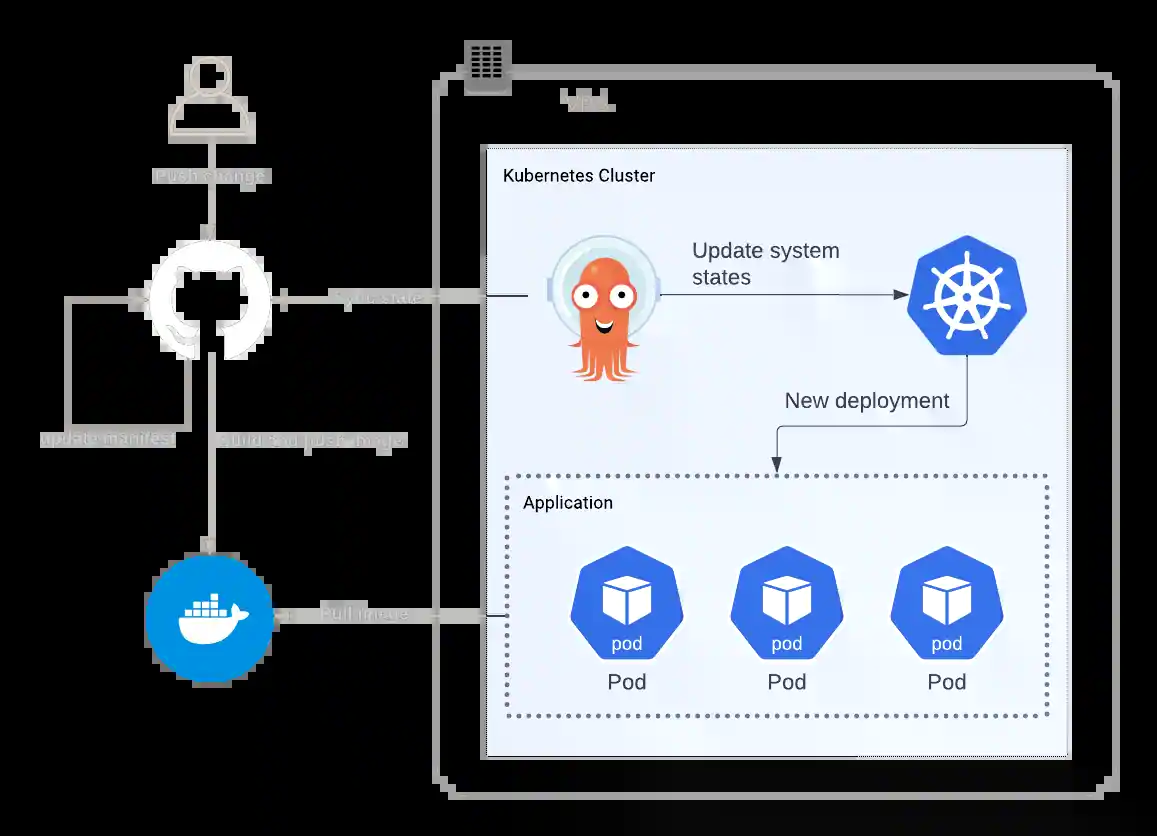 Push change
Kubernetes Cluster
Update system
states
Sync state
New deployment
update manifest
Build and push image
Application
Pull image
pod
pod
pod
Pod
Pod
Pod